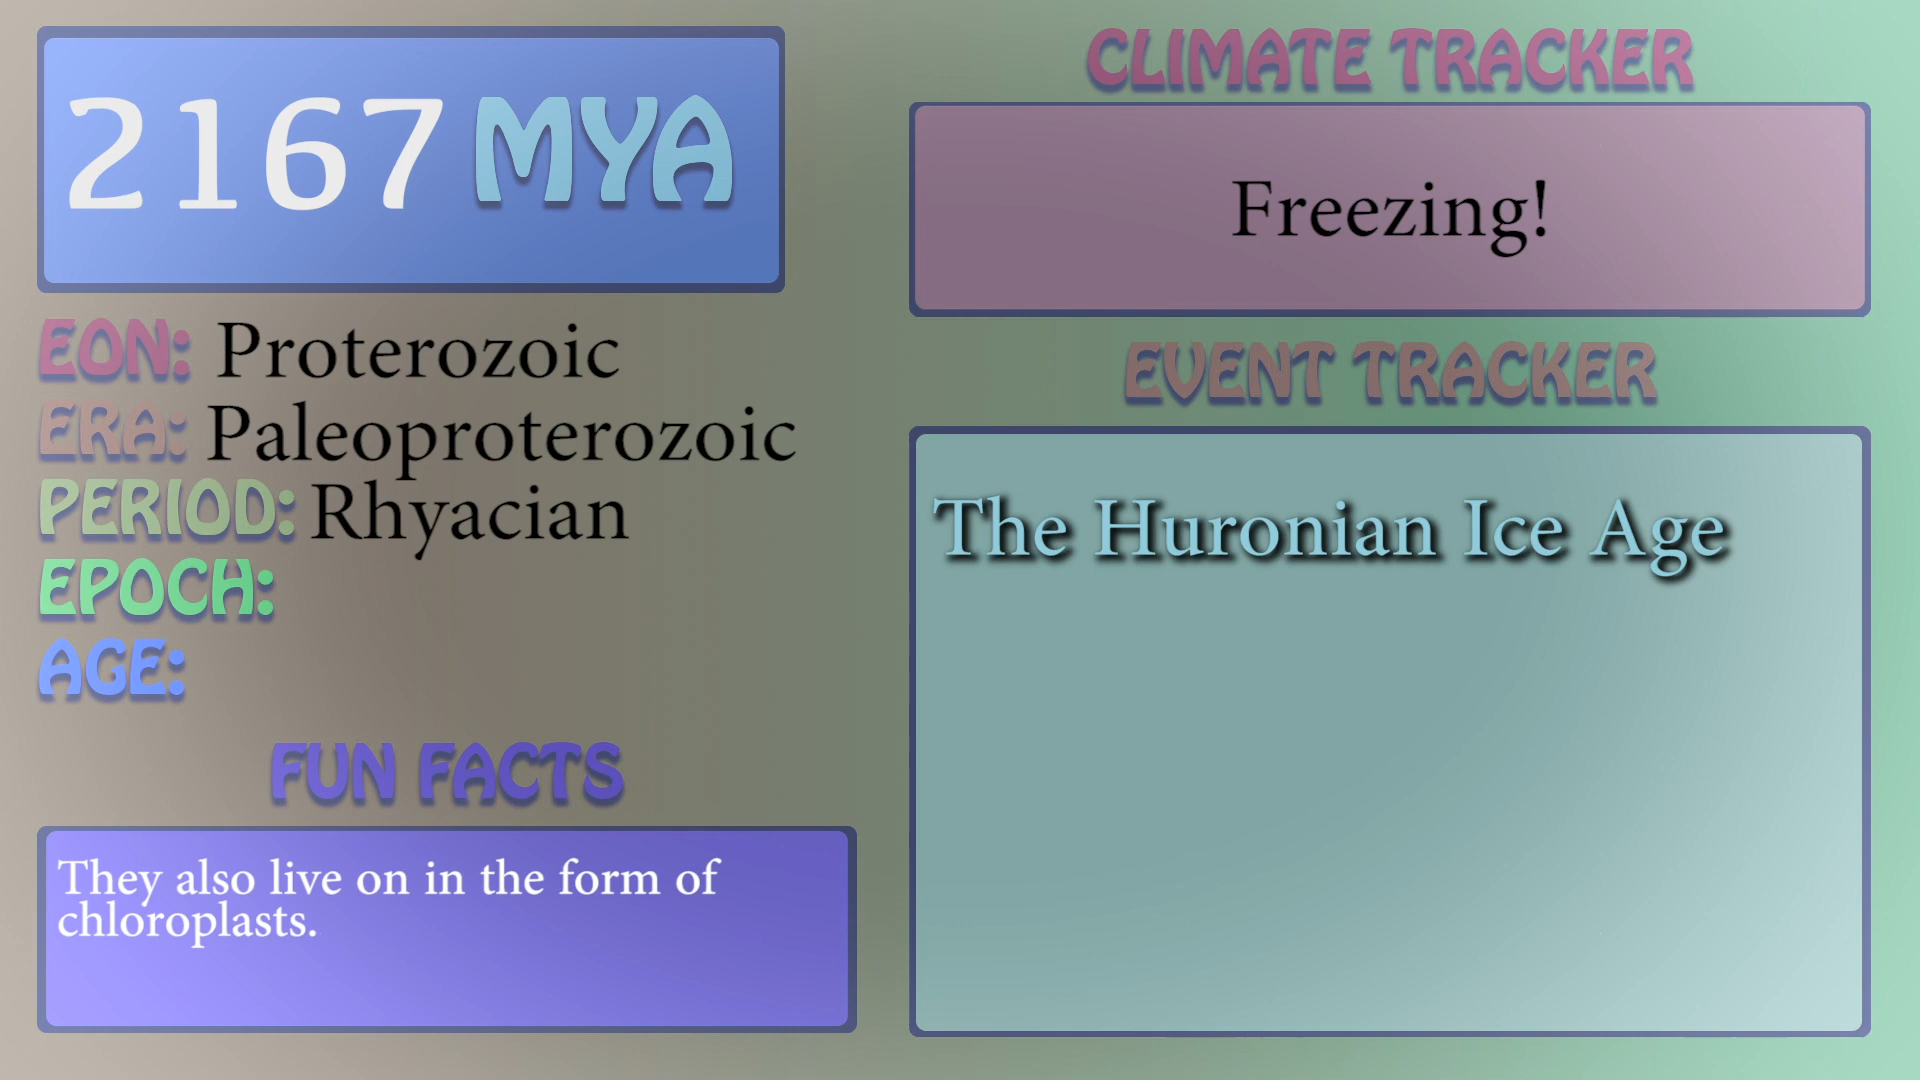 2167 MYA
EON: Proterozoic
ERA: Paleoproterozoic
PERIOD: Rhyacian
EPOCH:
AGE:
FUN FACTS
They also live on in the form of
chloroplasts.
CLIMATE TRACKER
Freezing!
EVENT TRACKER
The Huronian Ice Age